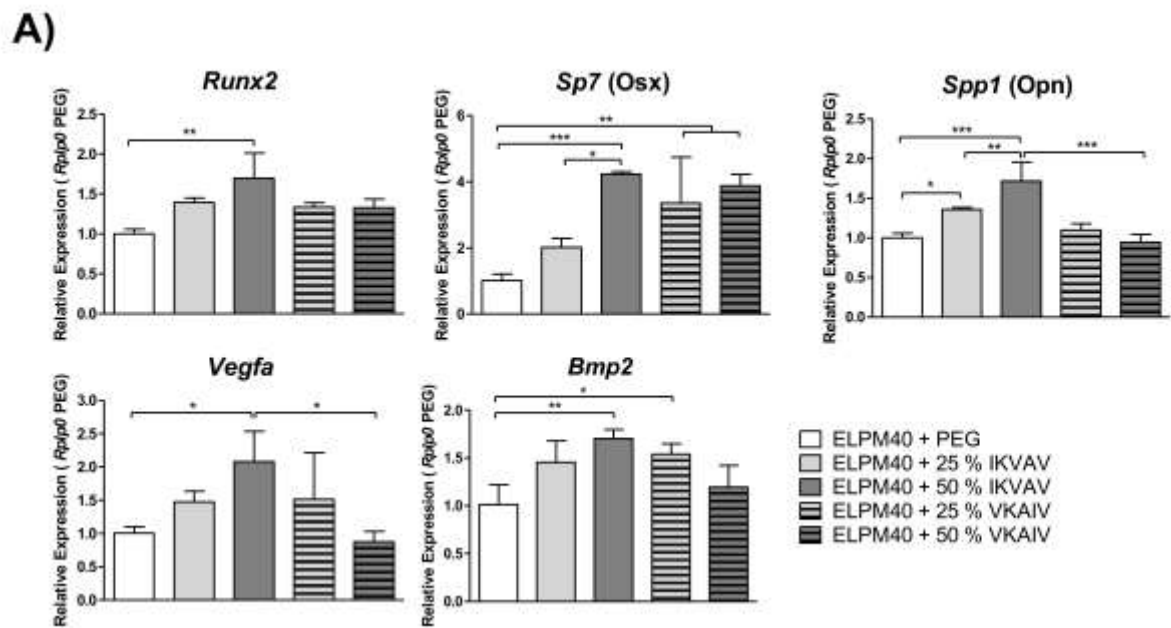 A)
Runx2
Relative Expression ( Rplp0 PEG)
2.5
2.0
1.5
1.0
0.5
0.0
**
Sp7 (Osx)
Relative Expression ( Rplp0 PEG)
6
4
2
0
**
***
*
Spp1 (Opn)
Relative Expression ( Rplp0 PEG)
2.5
2.0
1.5
1.0
0.5
0.0
***
**
***
*
Vegfa
Relative Expression ( Rplp0 PEG)
3.0
2.5
2.0
1.5
1.0
0.5
0.0
*
*
Bmp2
Relative Expression ( Rplp0 PEG)
2.0
1.5
1.0
0.5
0.0
*
**
ELPM40 + PEG
ELPM40 + 25 % IKVAV
ELPM40 + 50 % IKVAV
ELPM40 + 25 % VKAIV
ELPM40 + 50 % VKAIV